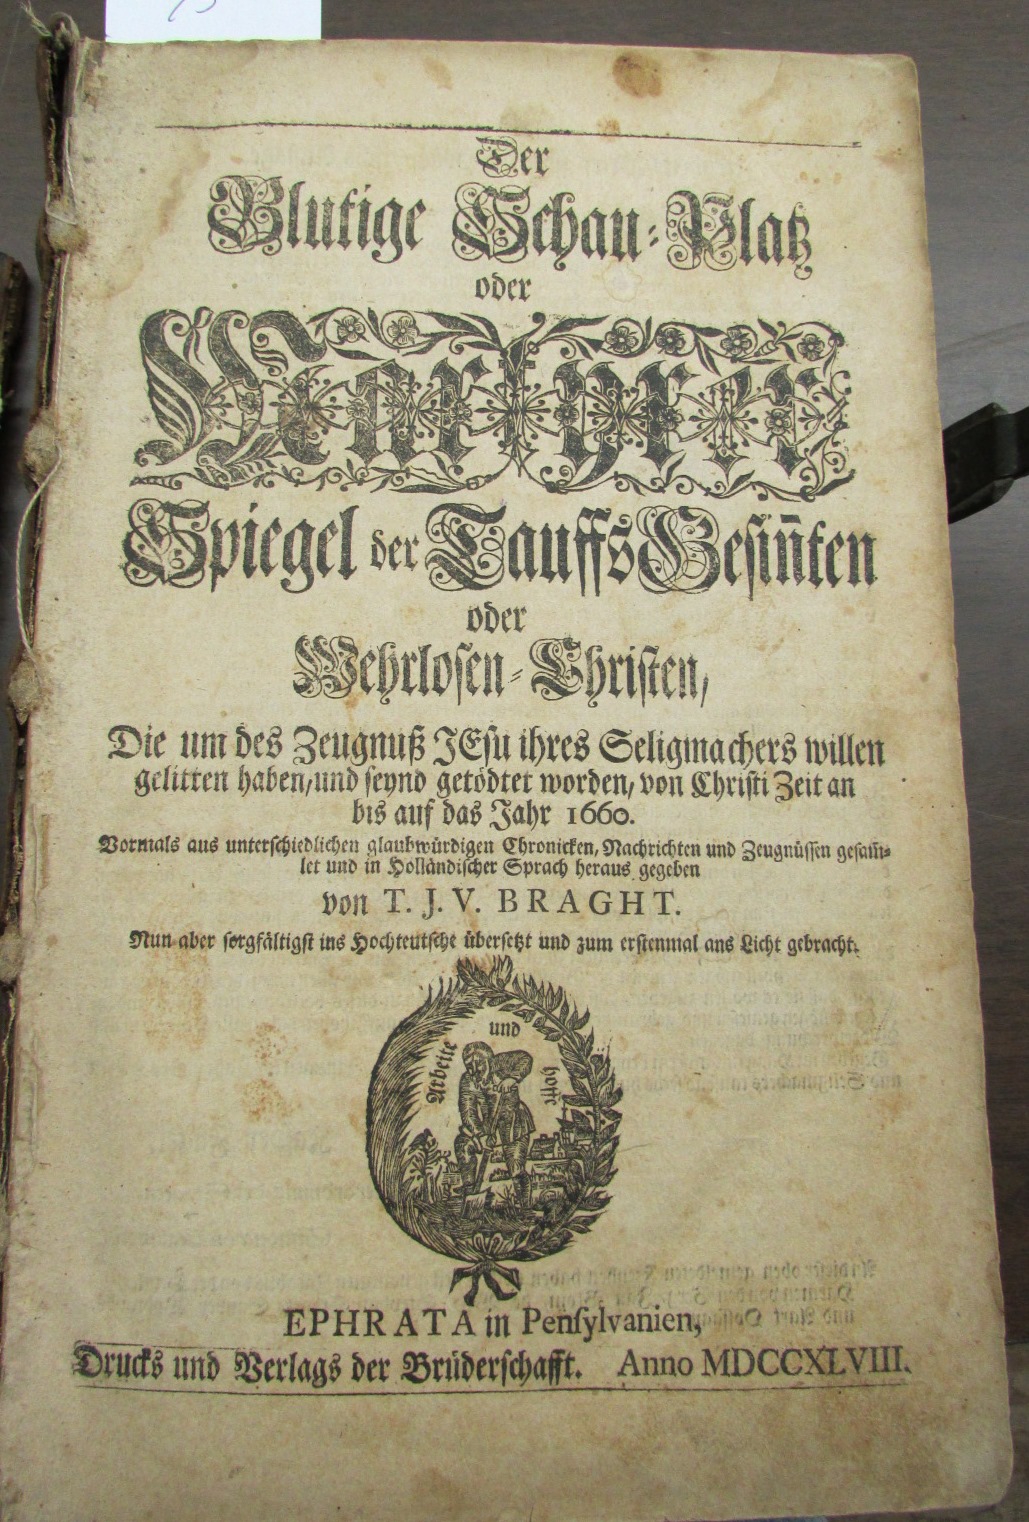 Der
Blutige Schau-Platz
oder
Martyrer
Spiegel der Tauffs Gesiñten
oder
Wehrlosen-Christen,
Die um des Zeugnuß JEsu ihres Seligmachers willen
gelitten haben, und seynd getödtet worden, von Christi Zeit an
bis auf das Jahr 1660.
Vormals aus unterschiedlichen glaubwürdigen Chronicken, Nachrichten und Zeugnüssen gesam̃-
let und in Holländischer Sprach heraus gegeben
von T. J. V. BRAGHT.
Nun aber sorgfältigst ins Hochteutsche übersetzt und zum erstenmal ans Licht gebracht.
Arbeite und hoffe
EPHRATA in Pensylvanien,
Drucks und Verlags der Brüderschafft. Anno MDCCXLVIII.